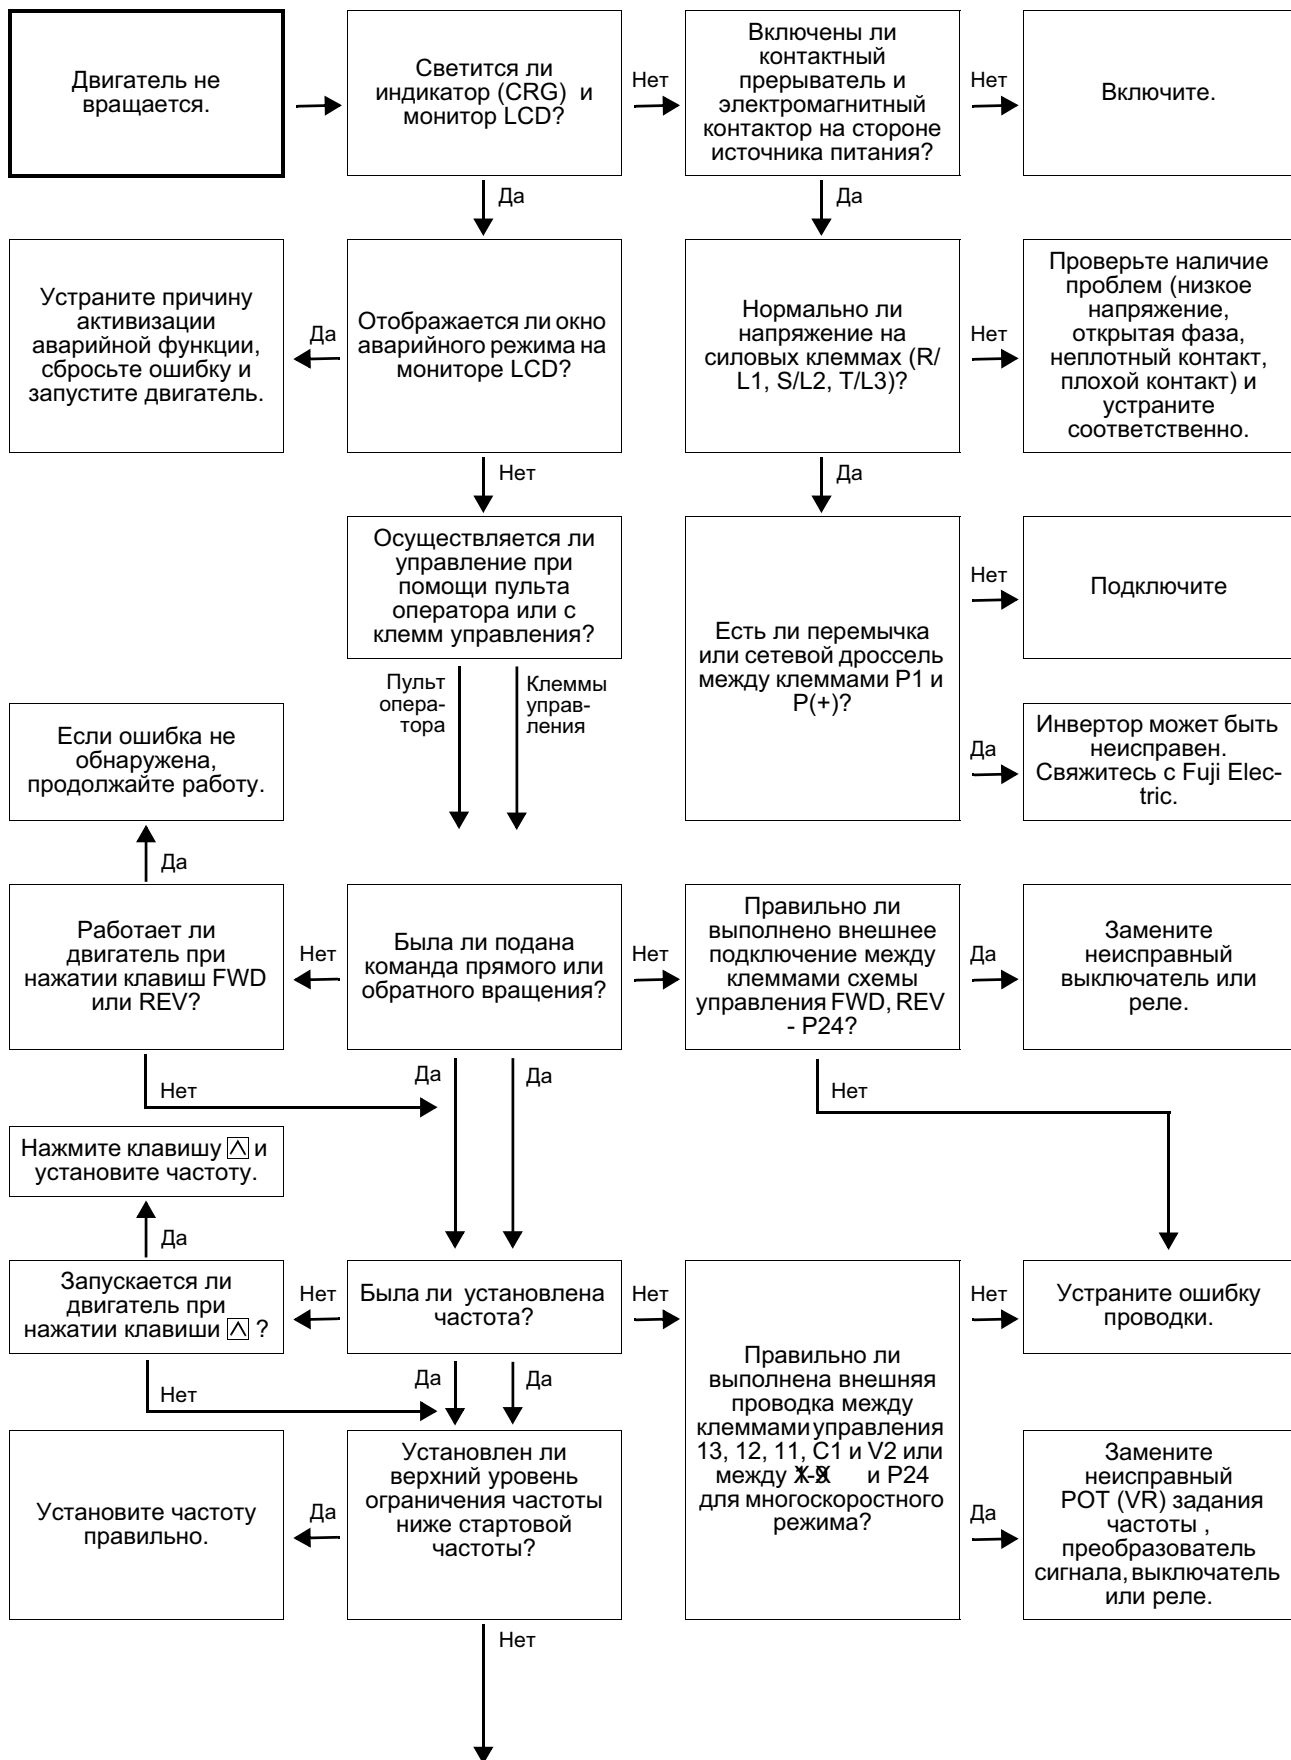 Двигатель не
вращается.
Светится ли
индикатор (CRG) и
монитор LCD?
Нет
Включены ли
контактный
прерыватель и
электромагнитный
контактор на стороне
источника питания?
Нет
Включите.
Да
Да
Устраните причину
активизации
аварийной функции,
сбросьте ошибку и
запустите двигатель.
Да
Отображается ли окно
аварийного режима на
мониторе LCD?
Нормально ли
напряжение на
силовых клеммах (R/
L1, S/L2, T/L3)?
Нет
Проверьте наличие
проблем (низкое
напряжение,
открытая фаза,
неплотный контакт,
плохой контакт) и
устраните
соответственно.
Нет
Да
Осуществляется ли
управление при
помощи пульта
оператора или с
клемм управления?
Есть ли перемычка
или сетевой дроссель
между клеммами P1 и
P(+)?
Нет
Подключите
Пульт
опера-
тора
Клеммы
управ-
ления
Да
Инвертор может быть
неисправен.
Свяжитесь с Fuji Elec-
tric.
Если ошибка не
обнаружена,
продолжайте работу.
Да
Работает ли
двигатель при
нажатии клавиш FWD
или REV?
Нет
Была ли подана
команда прямого или
обратного вращения?
Нет
Правильно ли
выполнено внешнее
подключение между
клеммами схемы
управления FWD, REV
- P24?
Да
Замените
неисправный
выключатель или
реле.
Нет
Да
Да
Нет
Нажмите клавишу и
установите частоту.
Да
Запускается ли
двигатель при
нажатии клавиши ?
Нет
Была ли установлена
частота?
Нет
Правильно ли
выполнена внешняя
проводка между
клеммами управления
13, 12, 11, C1 и V2 или
между и P24
для многоскоростного
режима?
Нет
Устраните ошибку
проводки.
Нет
Да
Да
Установите частоту
правильно.
Да
Установлен ли
верхний уровень
ограничения частоты
ниже стартовой
частоты?
Да
Замените
неисправный
POT (VR) задания
частоты ,
преобразователь
сигнала, выключатель
или реле.
Нет